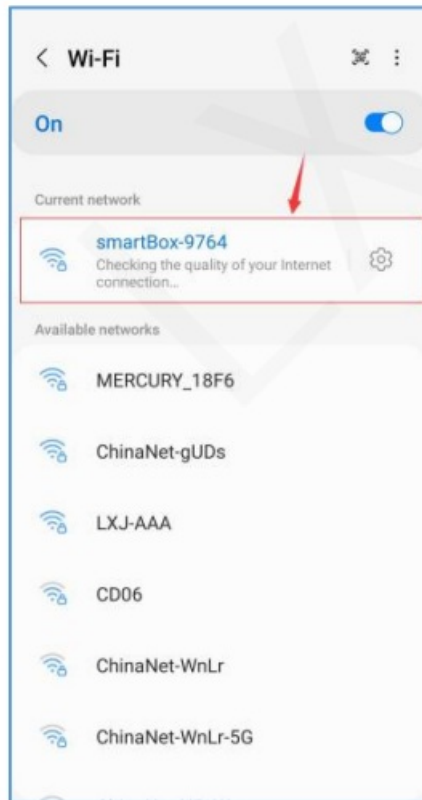 Wi-Fi
On
Current network
smartBox-9764
Checking the quality of your Internet
connection...
Available networks
MERCURY_18F6
ChinaNet-gUDs
LXJ-AAA
CD06
ChinaNet-WnLr
ChinaNet-WnLr-5G